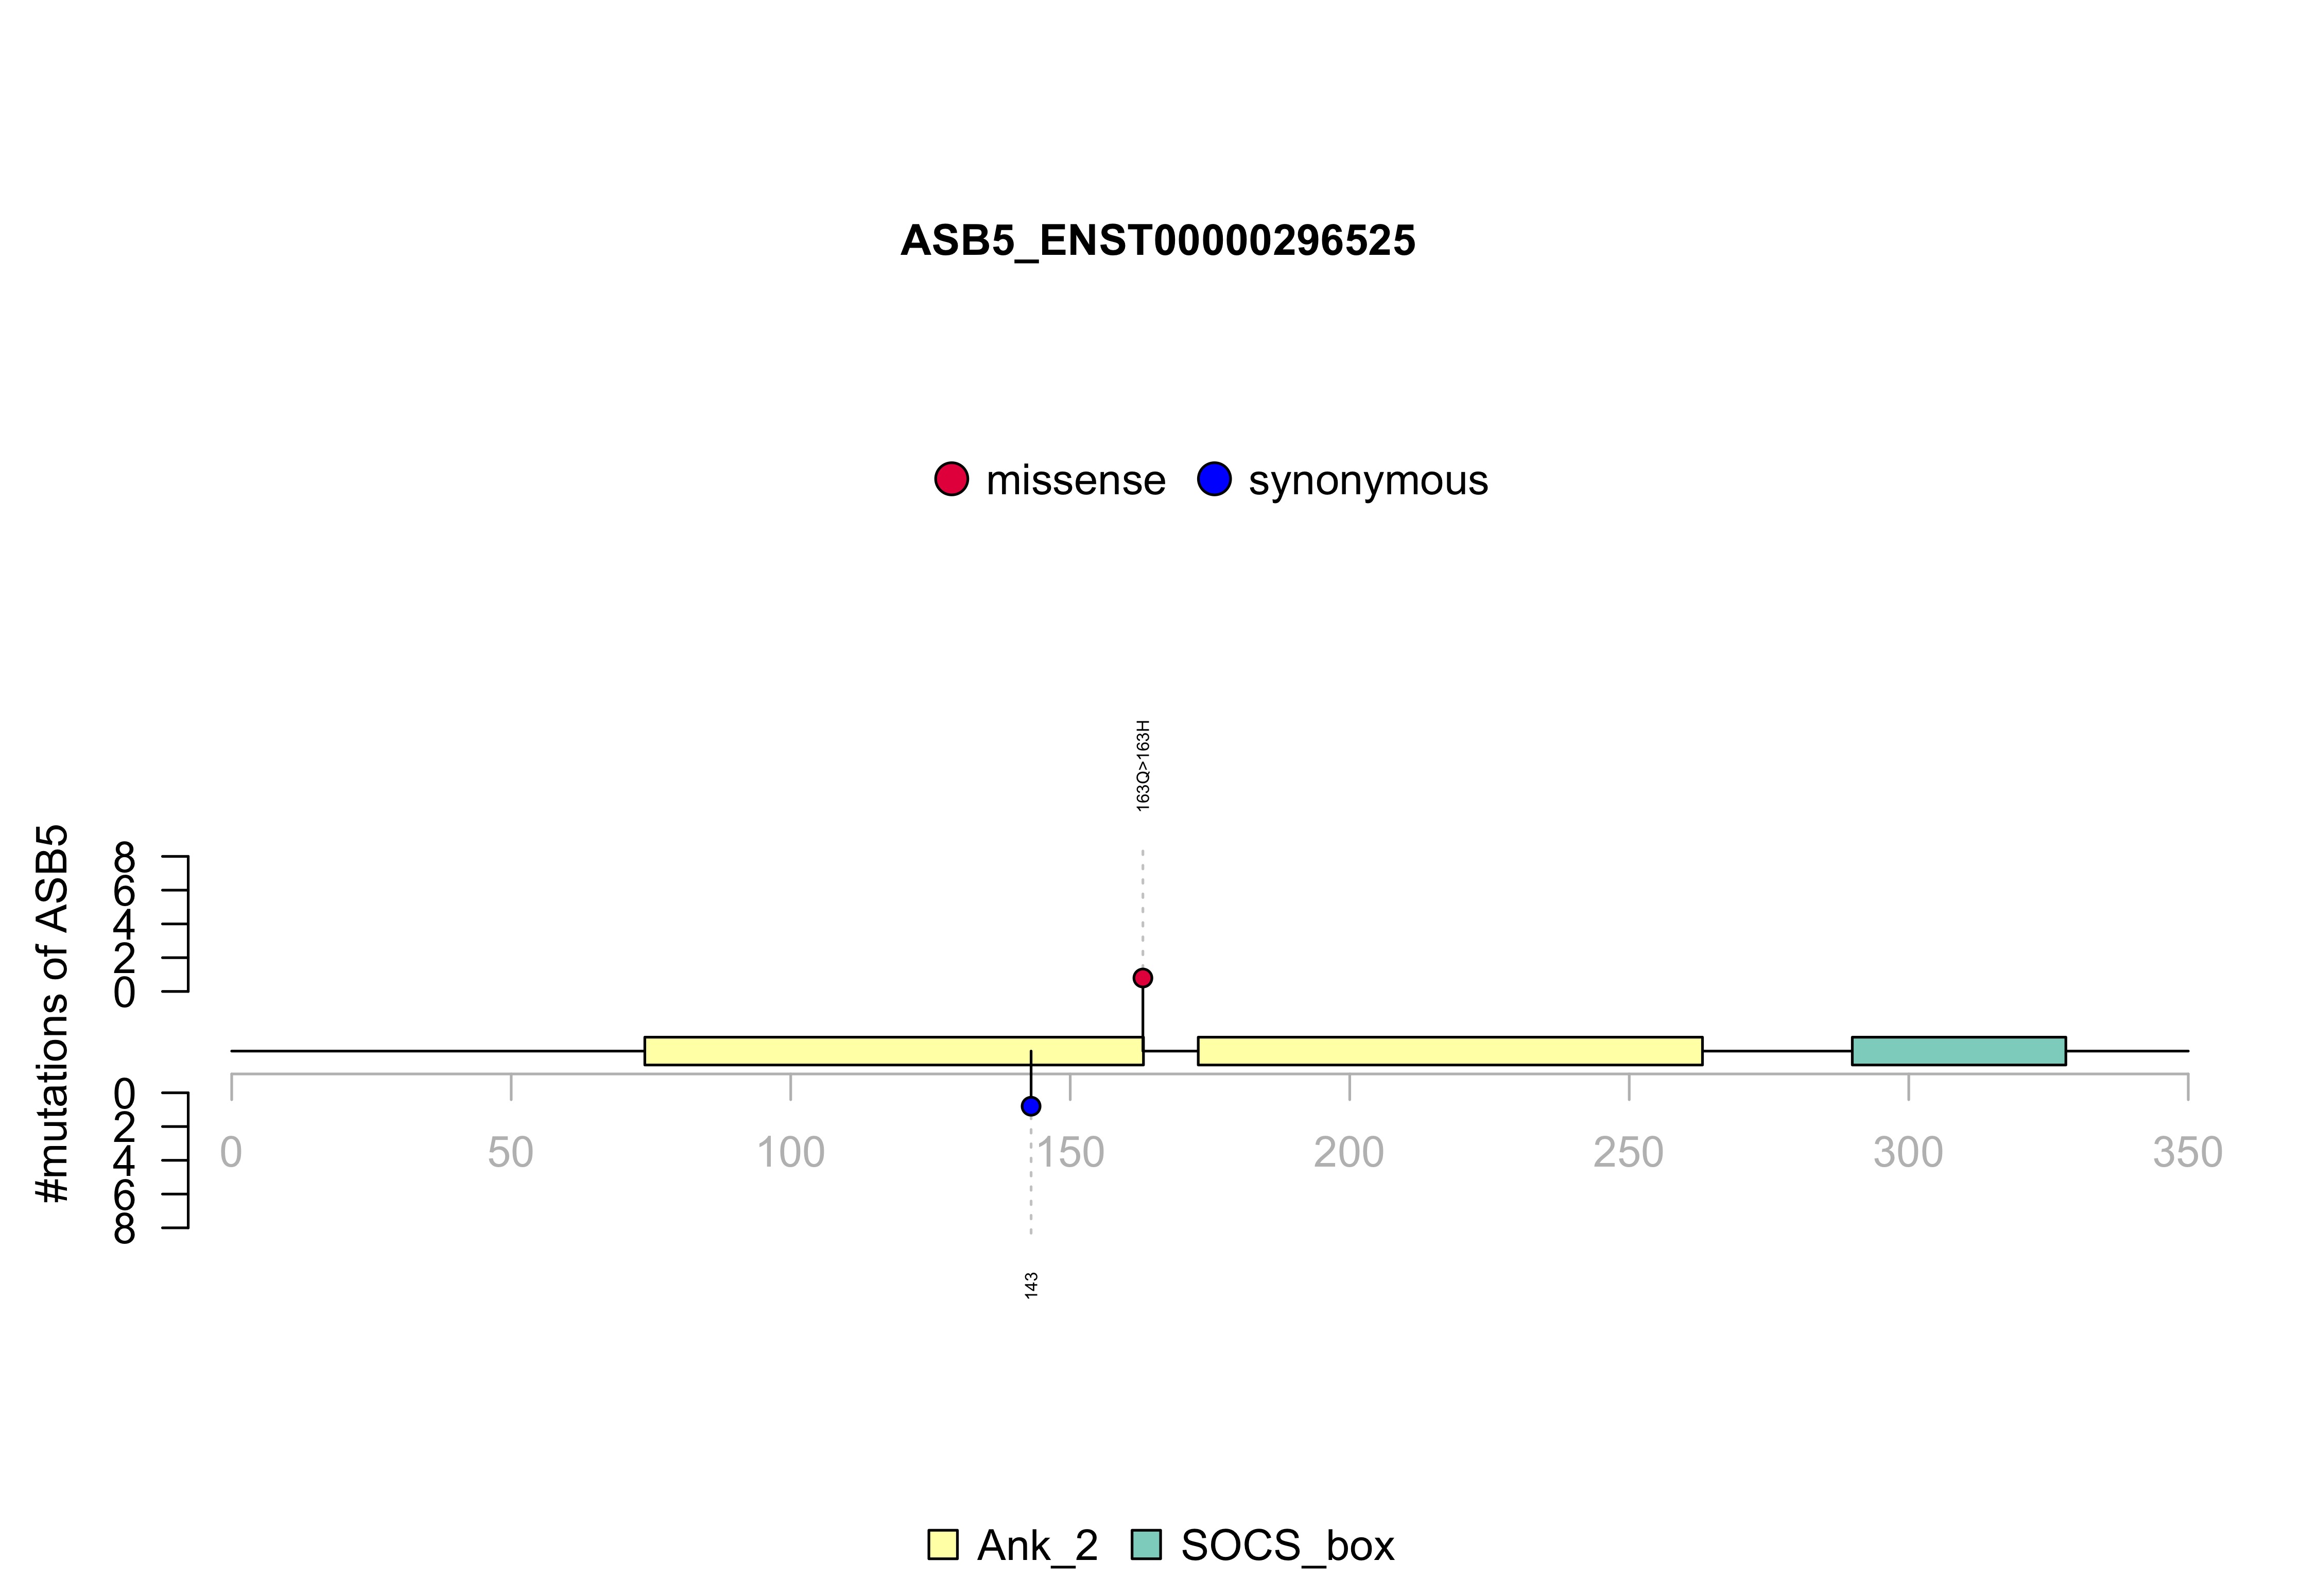 ASB5_ENST00000296525
missense synonymous
163Q>163H
#mutations of ASB5
8
6
4
2
0
0
2
4
6
8
0 50 100 150 200 250 300 350
143
Ank_2 SOCS_box